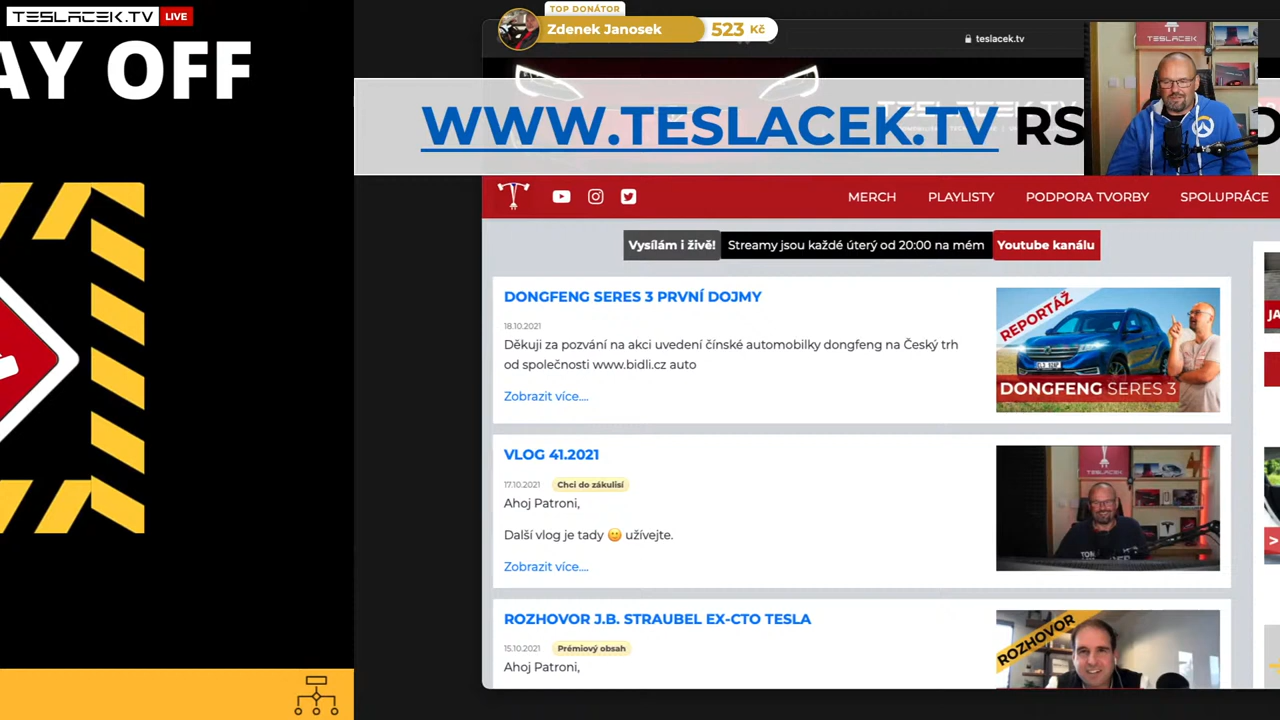 TESLACEK.TV LIVE
AY OFF
TOP DONÁTOR
Zdenek Janosek 523 Kč
teslacek.tv
WWW.TESLACEK.TV RS
MERCH PLAYLISTY PODPORA TVORBY SPOLUPRÁCE
Vysílám i živě! Streamy jsou každé úterý od 20:00 na mém Youtube kanálu
DONGFENG SERES 3 PRVNÍ DOJMY
18.10.2021
Děkuji za pozvání na akci uvedení čínské automobilky dongfeng na Český trh
od společnosti www.bidli.cz auto
Zobrazit více....
REPORTÁŽ
DONGFENG SERES 3
VLOG 41.2021
17.10.2021 Chci do zákulisí
Ahoj Patroni,
Další vlog je tady užívejte.
Zobrazit více....
ROZHOVOR J.B. STRAUBEL EX-CTO TESLA
15.10.2021 Prémiový obsah
Ahoj Patroni,
ROZHOVOR